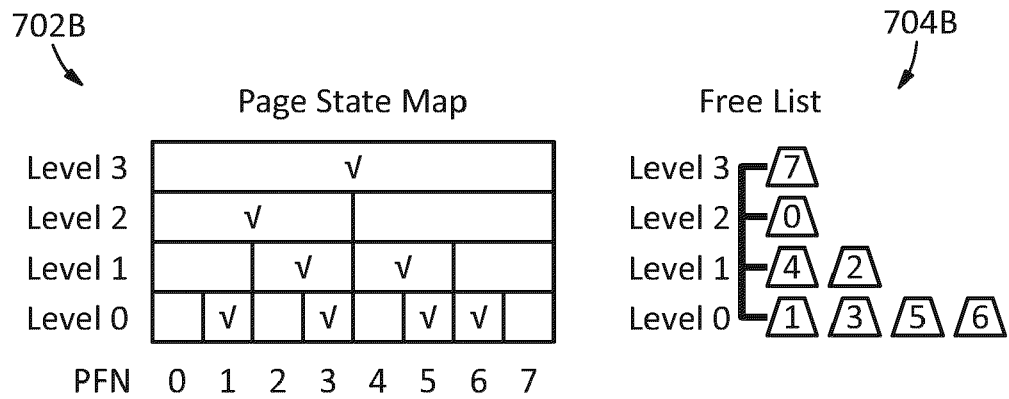 702B 704B
Page State Map Free List
Level 3 √ Level 3 7
Level 2 √ Level 2 0
Level 1 √ √ Level 1 4 2
Level 0 √ √ √ √ Level 0 1 3 5 6
PFN 0 1 2 3 4 5 6 7